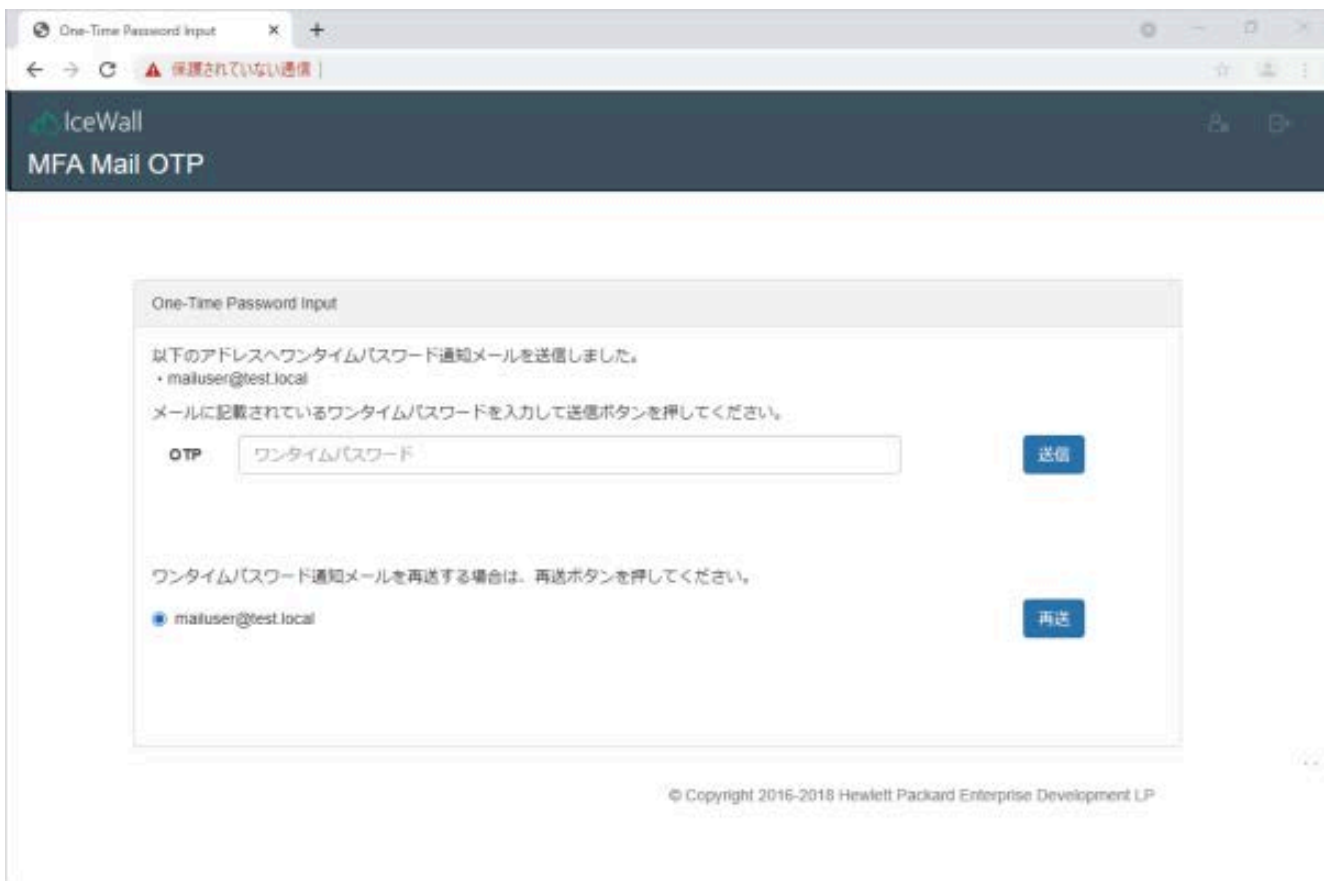 One-Time Password Input
保護されていない通信
IceWall
MFA Mail OTP
One-Time Password Input
以下のアドレスへワンタイムパスワード通知メールを送信しました。
・mailuser@test.local
メールに記載されているワンタイムパスワードを入力して送信ボタンを押してください。
OTP ワンタイムパスワード 送信
ワンタイムパスワード通知メールを再送する場合は、再送ボタンを押してください。
mailuser@test.local 再送
© Copyright 2016-2018 Hewlett Packard Enterprise Development LP